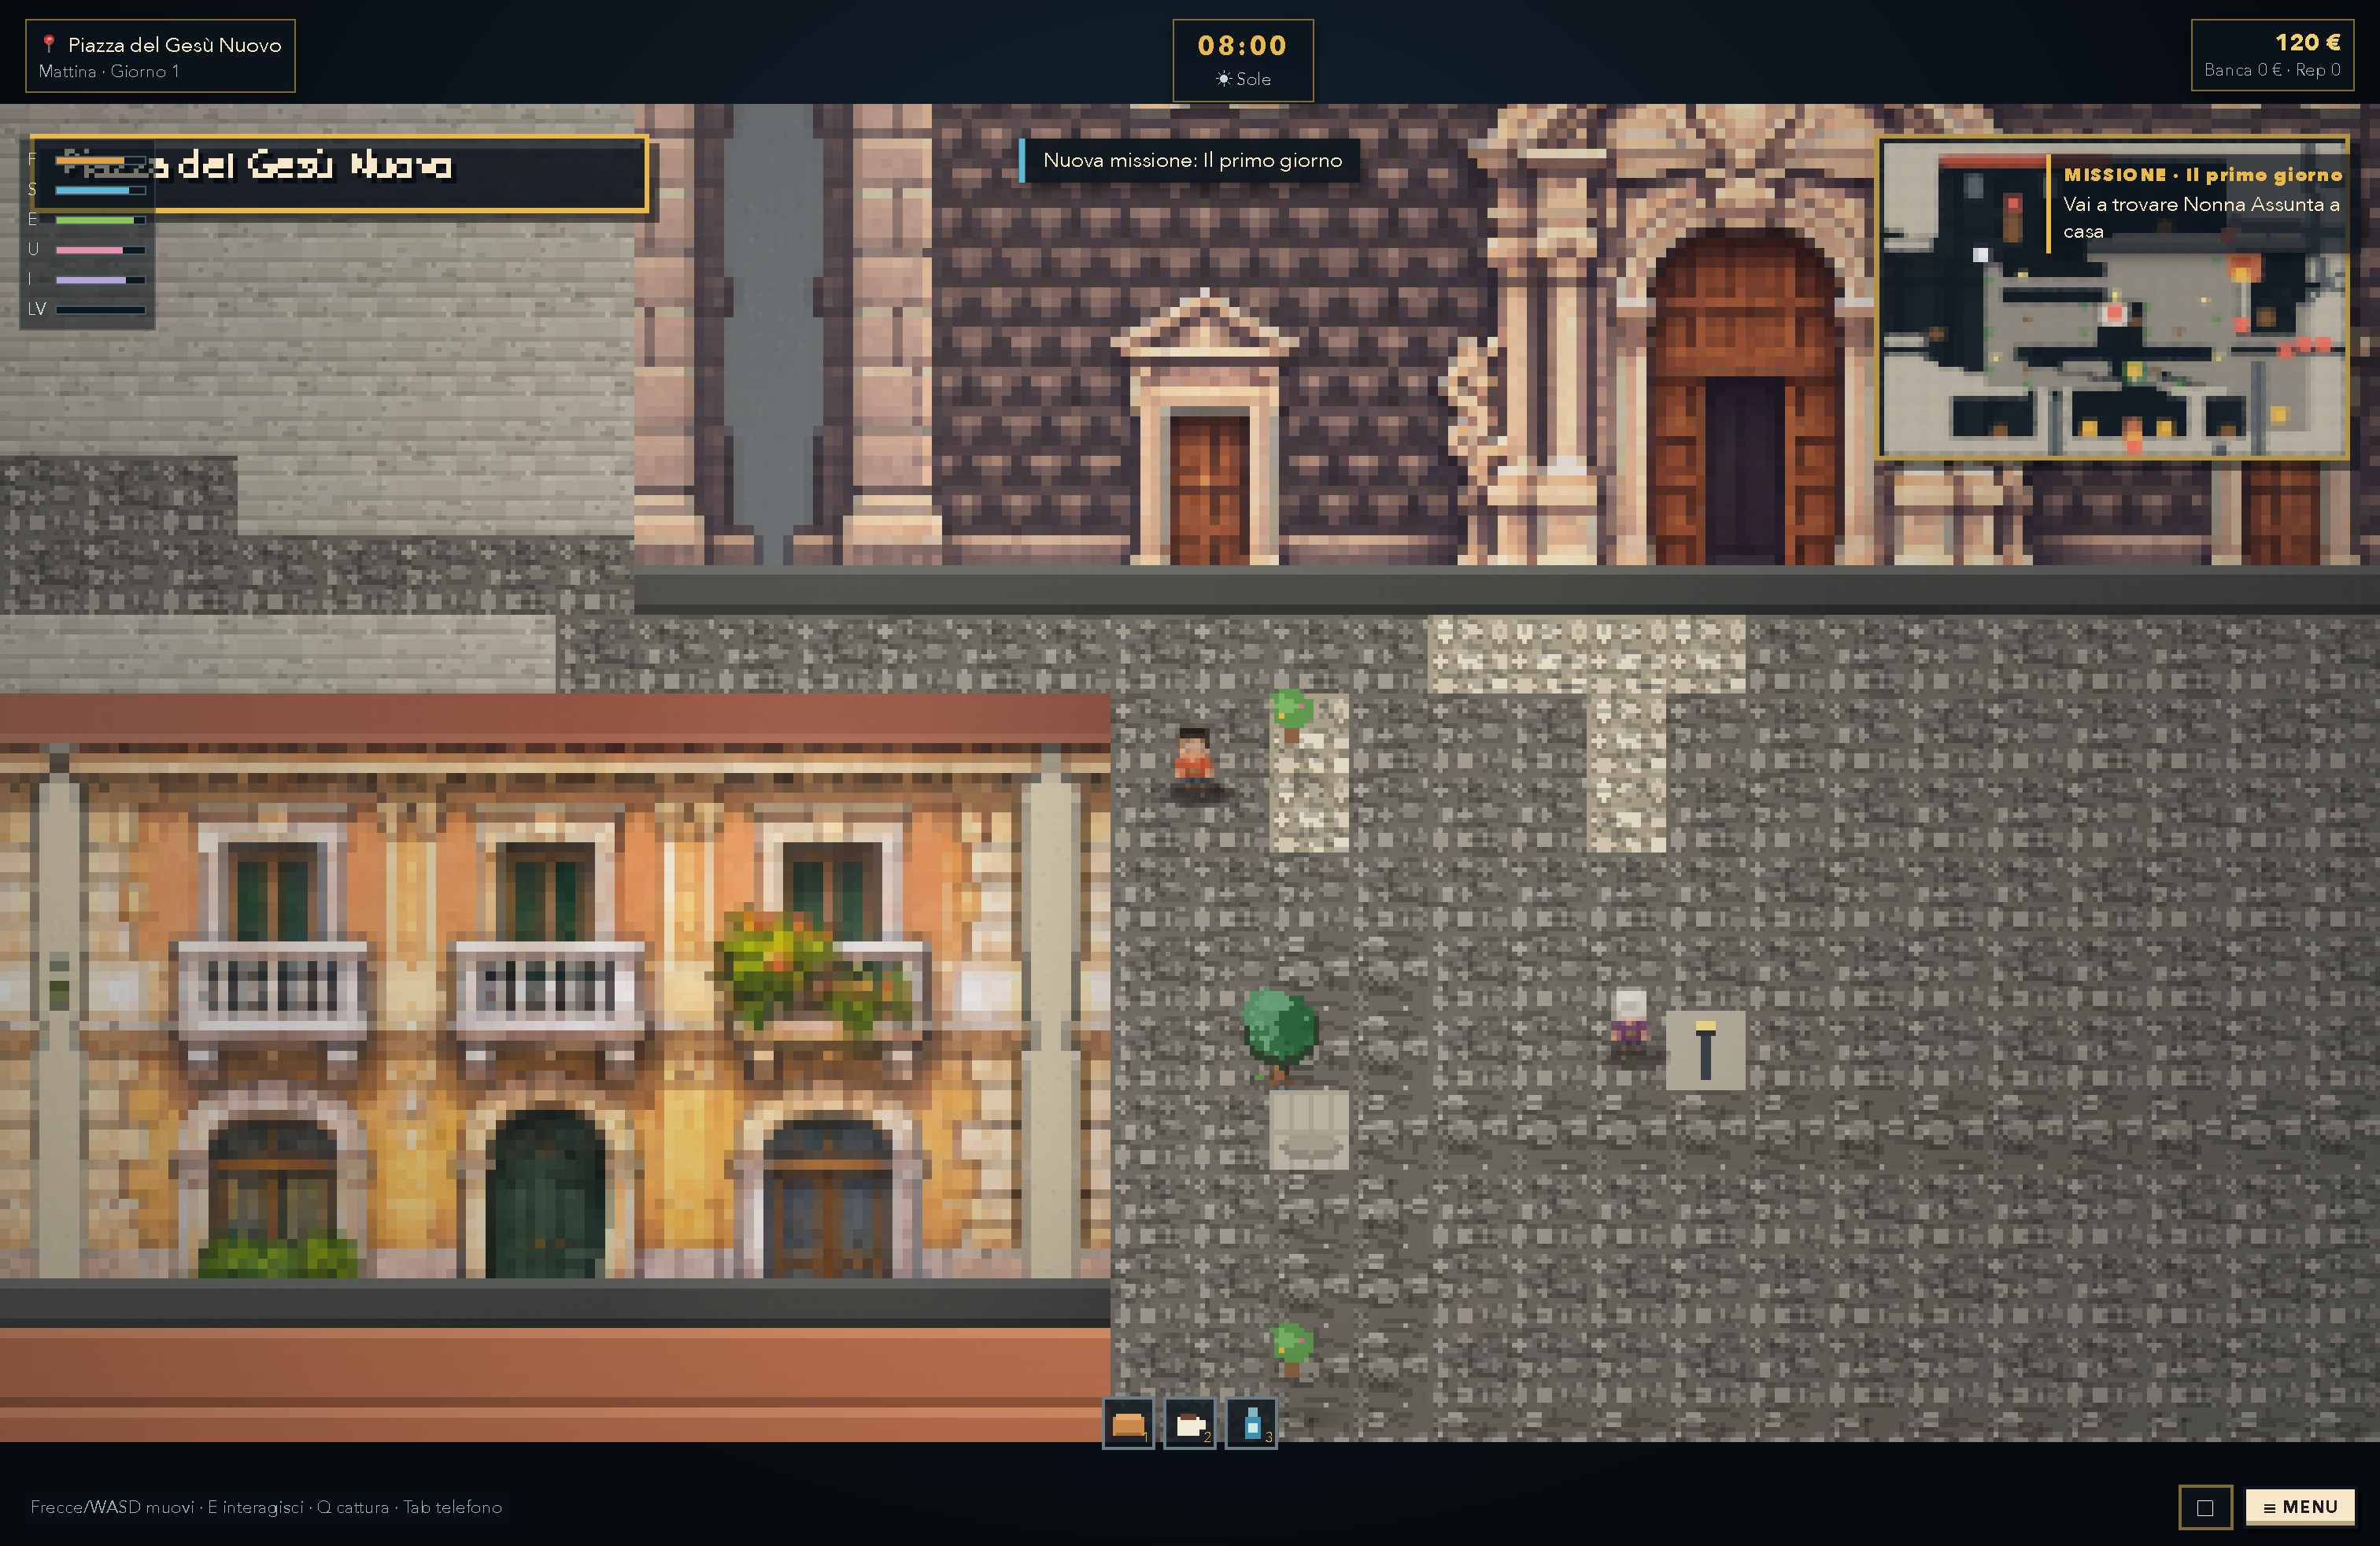 Piazza del Gesù Nuovo
Mattina · Giorno 1
08:00
Sole
120 €
Banca 0 € · Rep 0
del Gesù Nuovo
F
S
E
U
I
LV
Nuova missione: Il primo giorno
MISSIONE · Il primo giorno
Vai a trovare Nonna Assunta a
casa
1
2
3
Frecce/WASD muovi · E interagisci · Q cattura · Tab telefono
≡ MENU